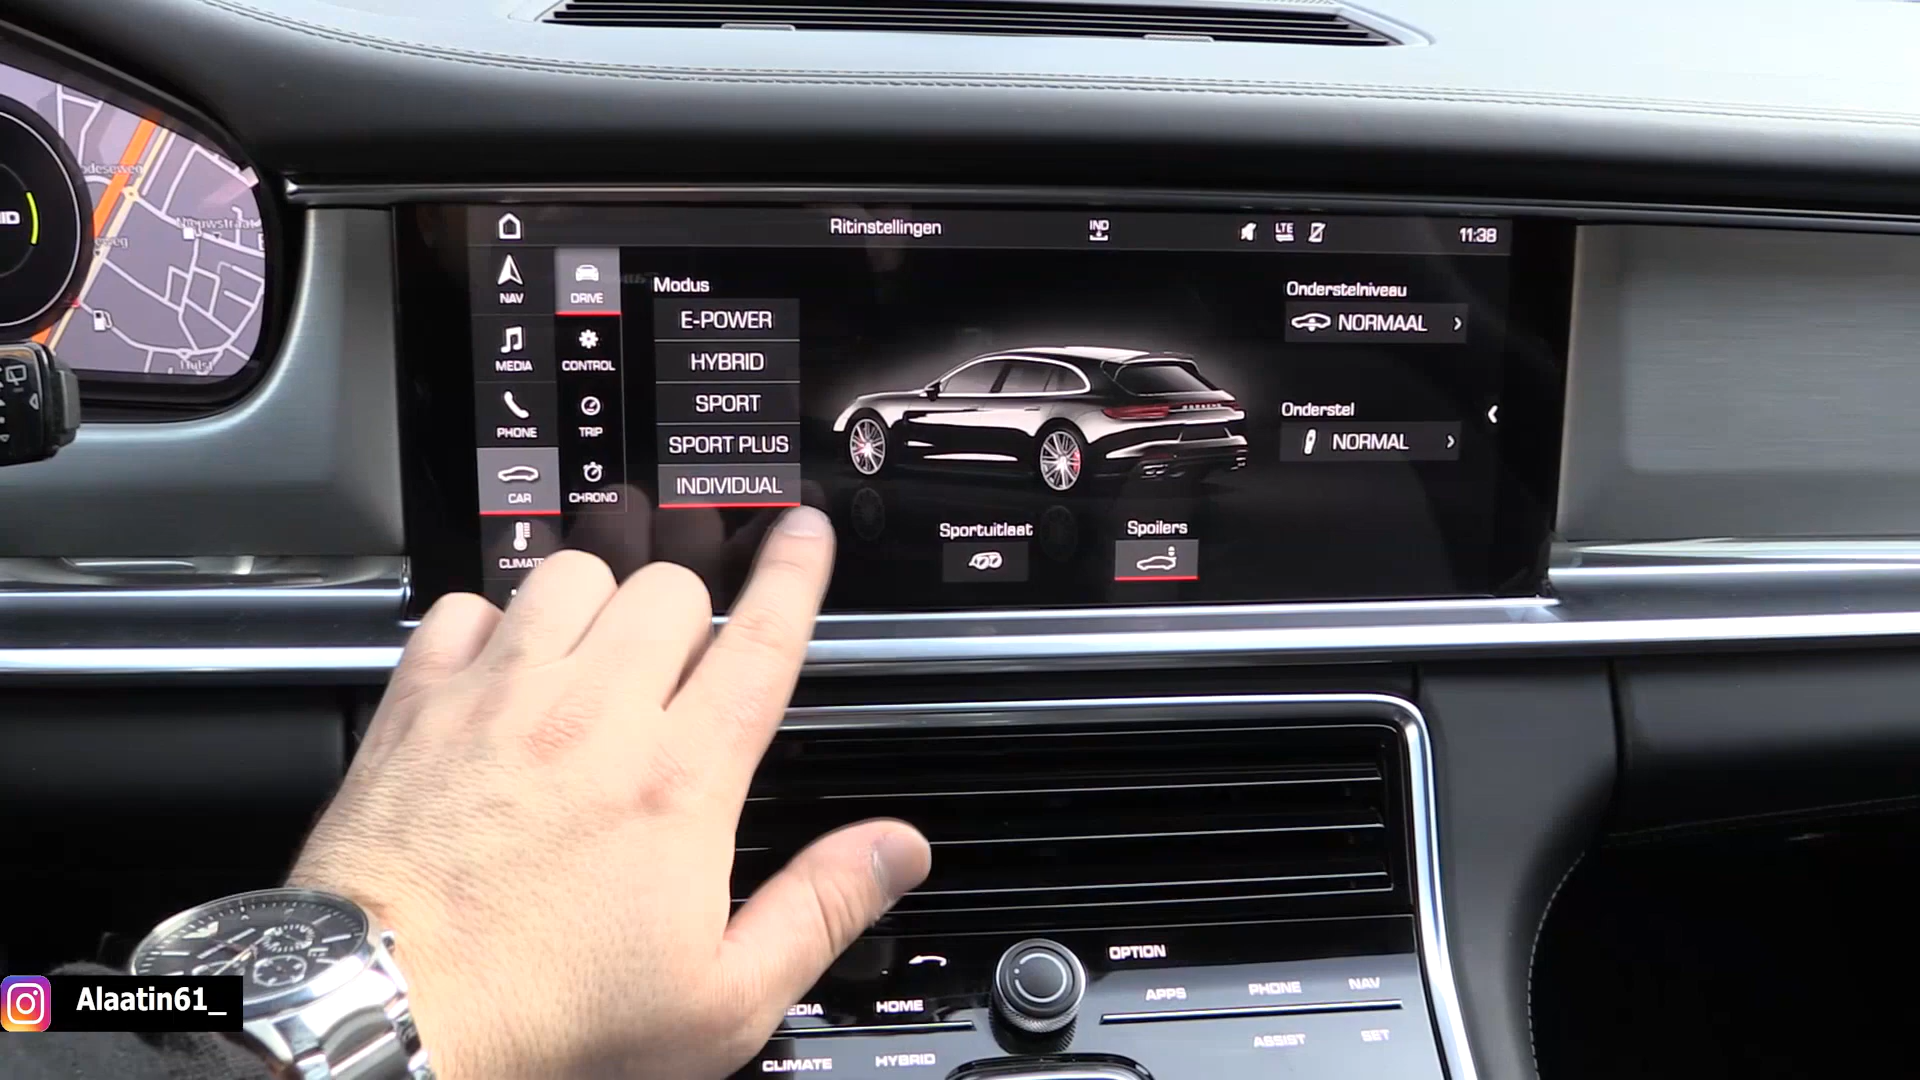 Ritinstellingen
IND
LTE
11:38
NAV
DRIVE
MEDIA
CONTROL
PHONE
TRIP
CAR
CHRONO
Modus
E-POWER
HYBRID
SPORT
SPORT PLUS
INDIVIDUAL
Onderstelniveau
NORMAAL
Onderstel
NORMAL
Sportuitlaat
Spoilers
PORSCHE
OPTION
HOME
APPS
PHONE
NAV
CLIMATE
HYBRID
ASSIST
SET
Alaatin61_